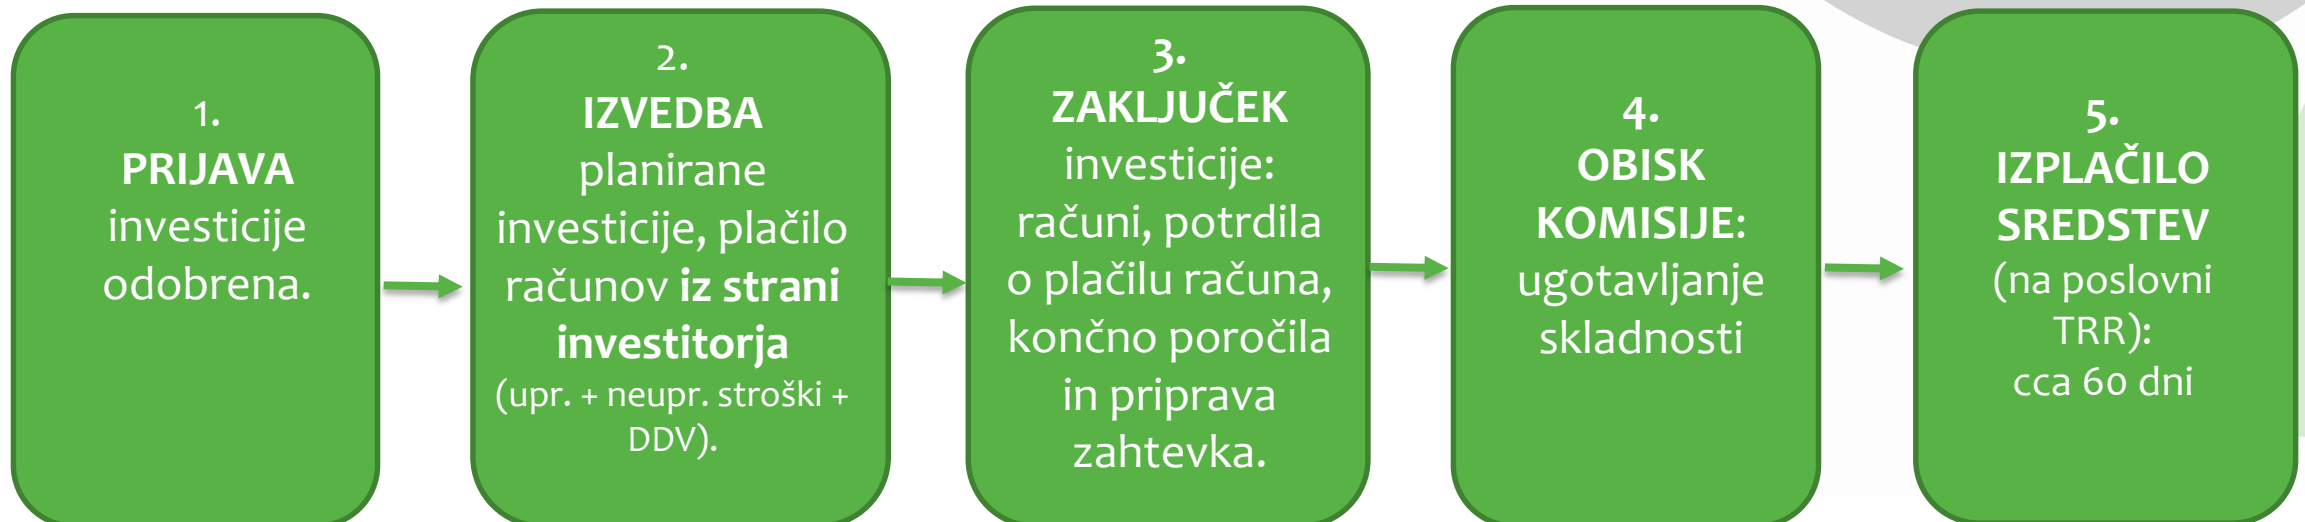 1.
PRIJAVA
investicije
odobrena.
2.
IZVEDBA
planirane
investicije, plačilo
računov iz strani
investitorja
(upr. + neupr. stroški +
DDV).
3.
ZAKLJUČEK
investicije:
računi, potrdila
o plačilu računa,
končno poročila
in priprava
zahtevka.
4.
OBISK
KOMISIJE:
ugotavljanje
skladnosti
5.
IZPLAČILO
SREDSTEV
(na poslovni
TRR):
cca 60 dni